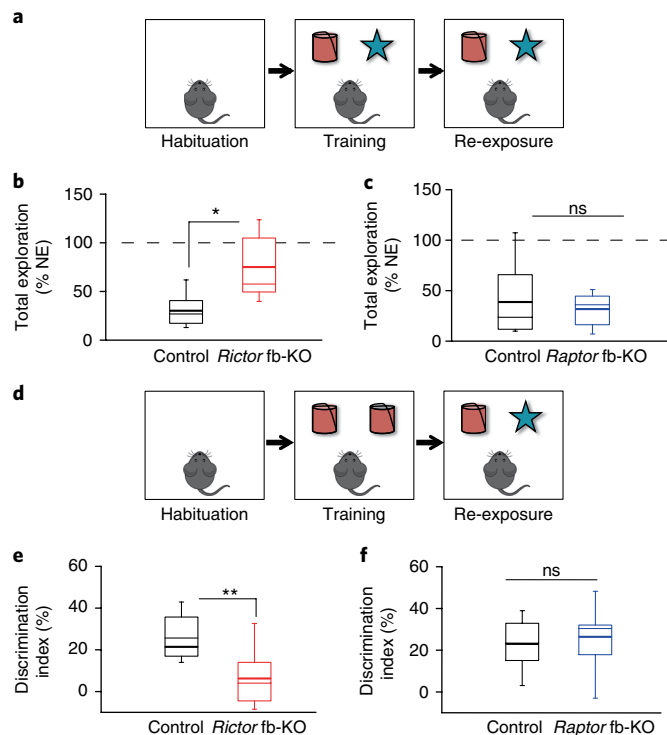 a
Habituation
Training
Re-exposure
b
Total exploration
(% NE)
150
100
50
0
*
Control Rictor fb-KO
c
Total exploration
(% NE)
150
100
50
0
ns
Control Raptor fb-KO
d
Habituation
Training
Re-exposure
e
Discrimination
index (%)
60
40
20
0
**
Control Rictor fb-KO
f
Discrimination
index (%)
60
40
20
0
ns
Control Raptor fb-KO